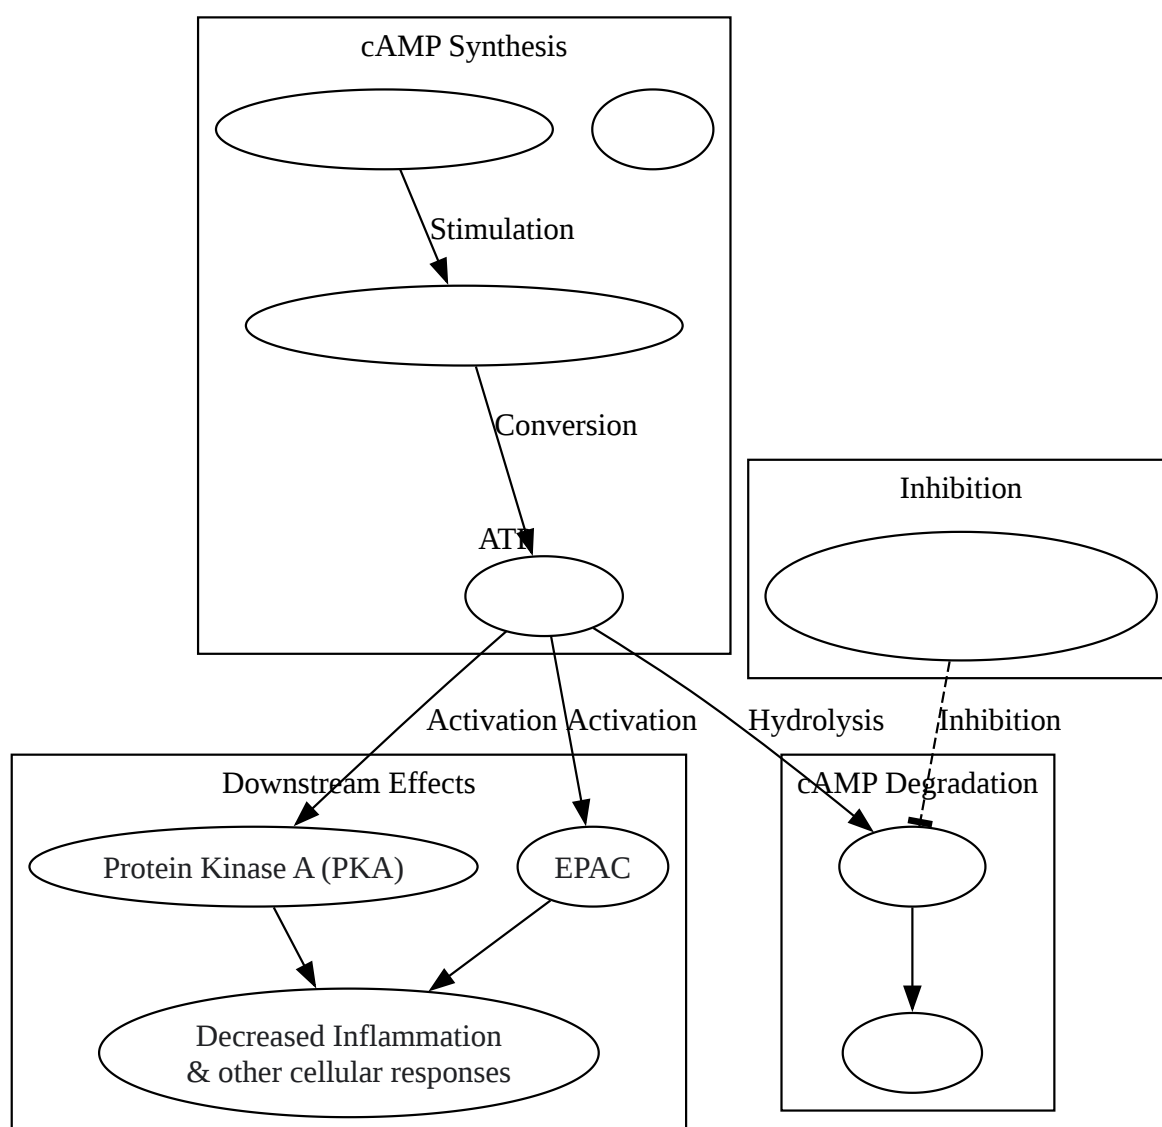 cAMP Synthesis
Stimulation
Conversion
Inhibition
ATP
Activation
Activation
Hydrolysis
Inhibition
Downstream Effects
cAMP Degradation
Protein Kinase A (PKA)
EPAC
Decreased Inflammation
& other cellular responses